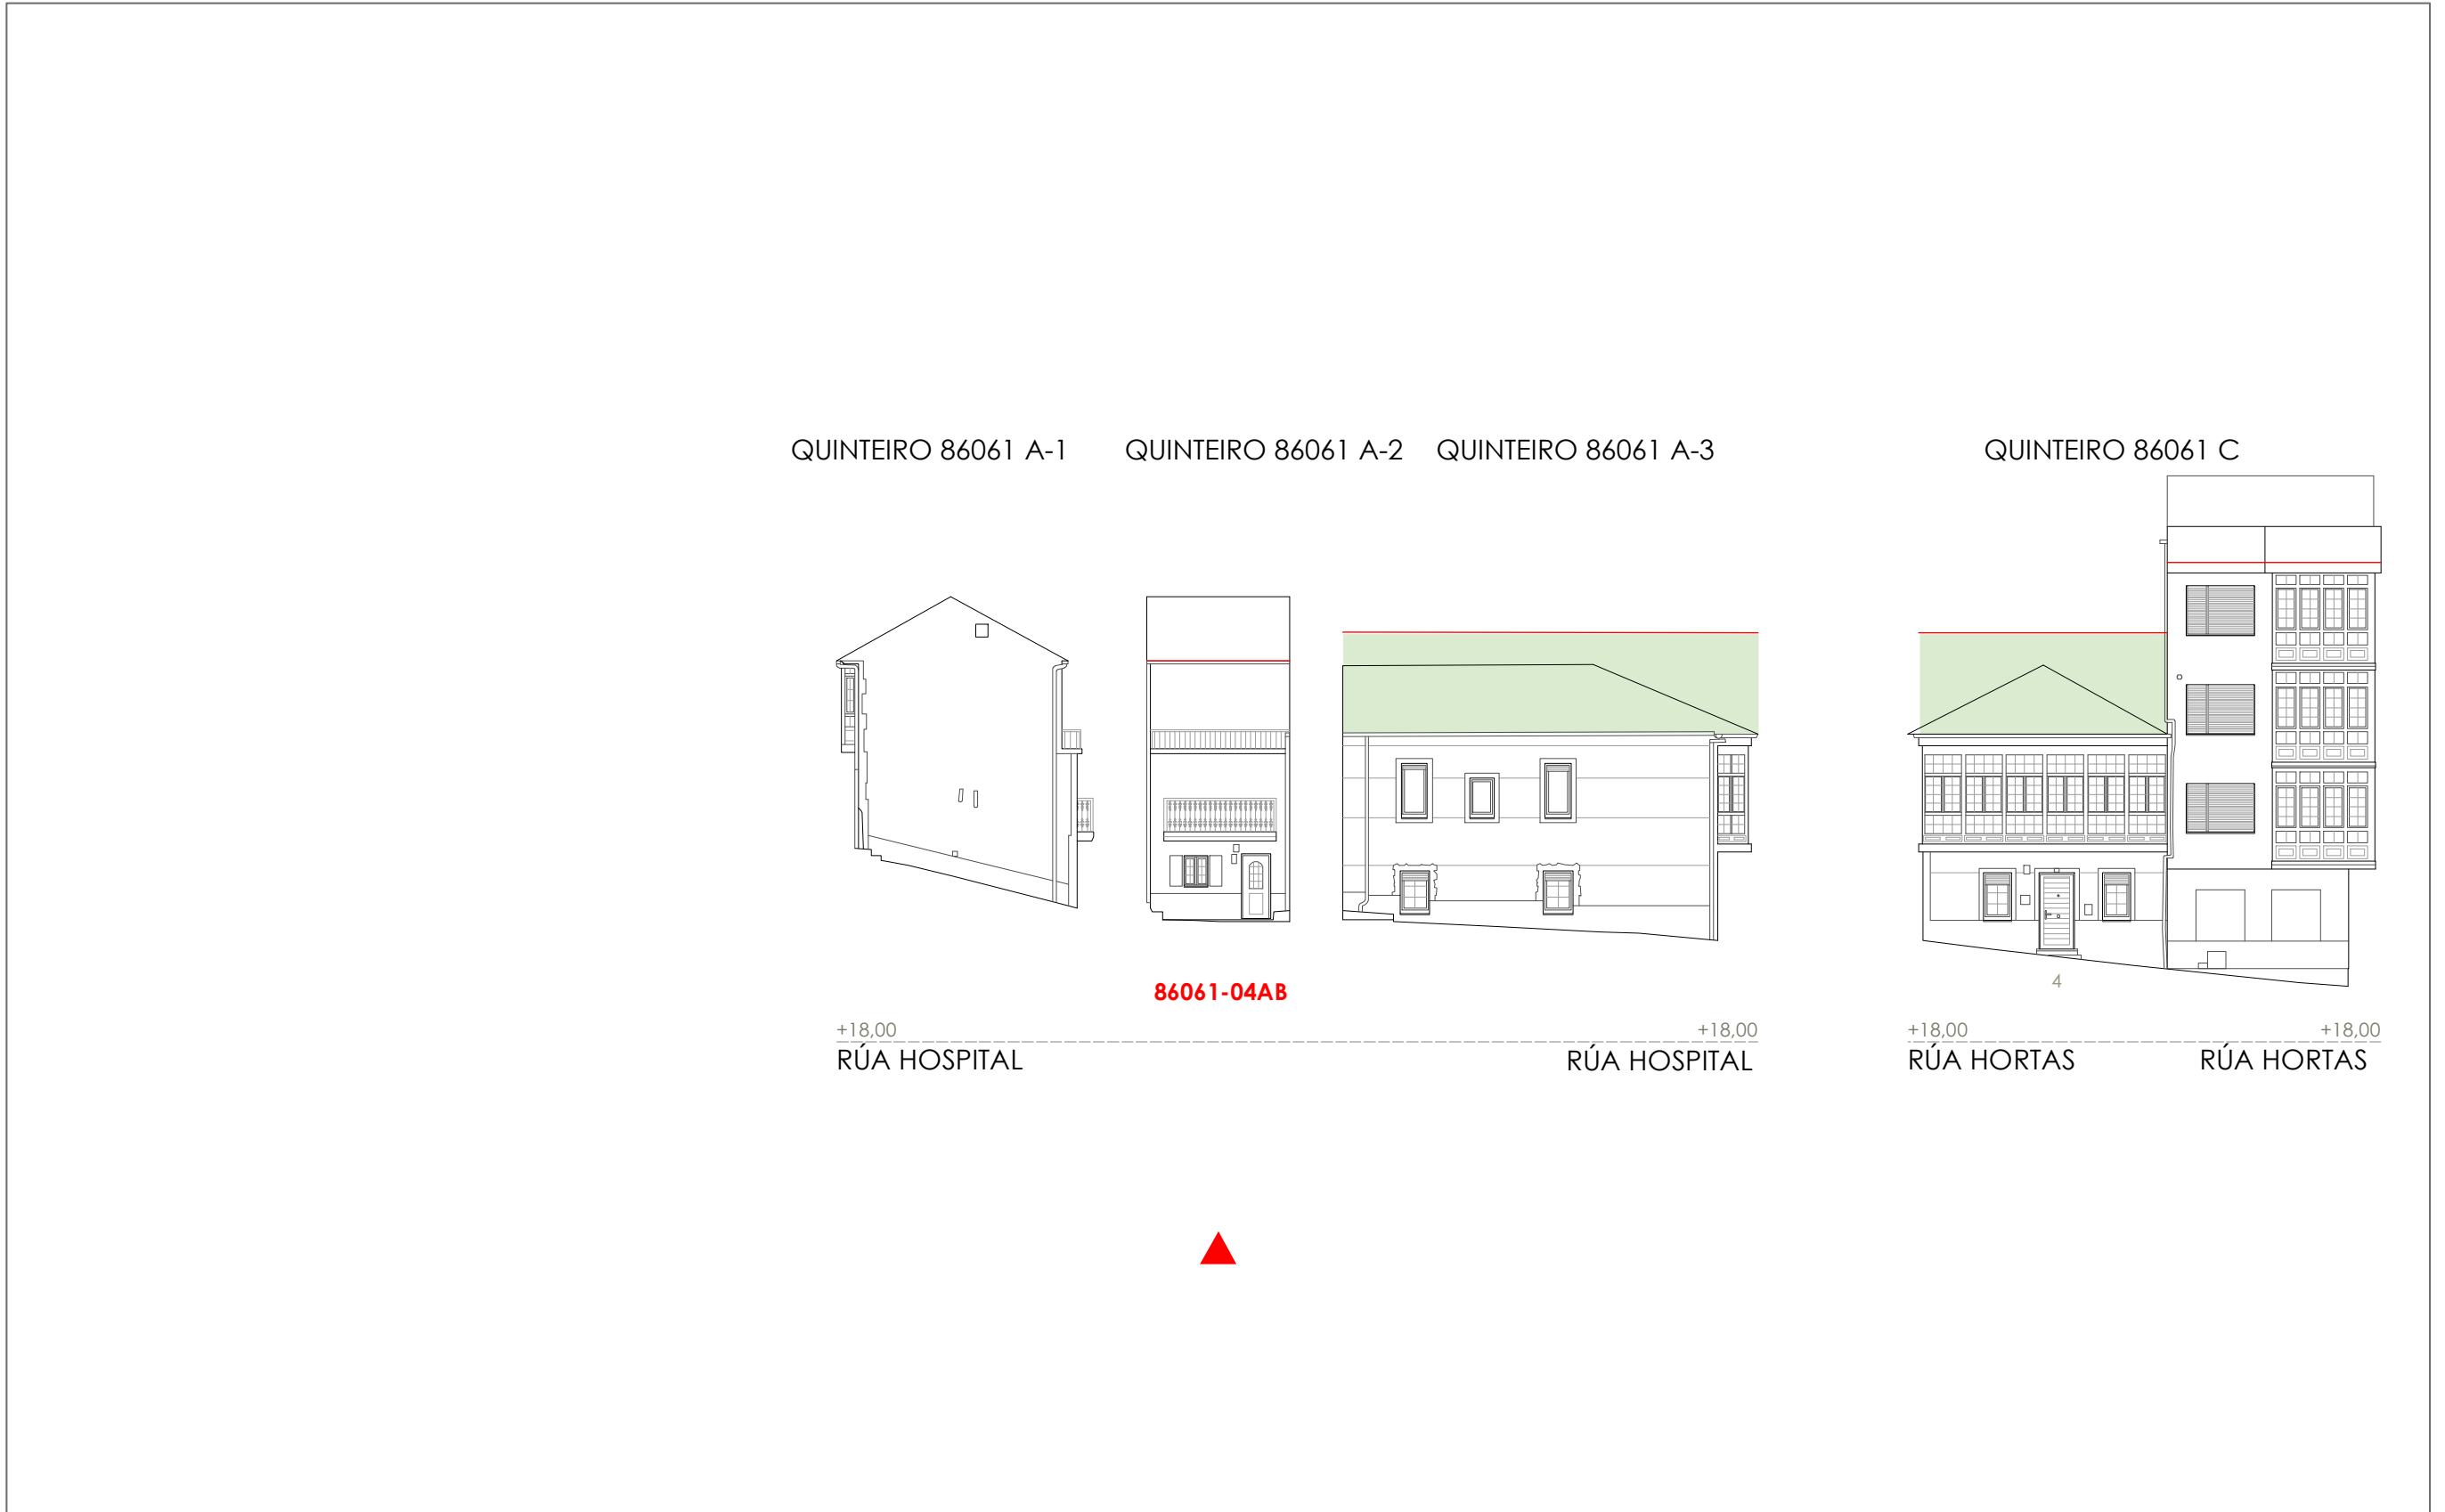 QUINTEIRO 86061 A-1
QUINTEIRO 86061 A-2
QUINTEIRO 86061 A-3
QUINTEIRO 86061 C
4
86061-04AB
+18,00
+18,00
+18,00
+18,00
RÚA HOSPITAL
RÚA HOSPITAL
RÚA HORTAS
RÚA HORTAS